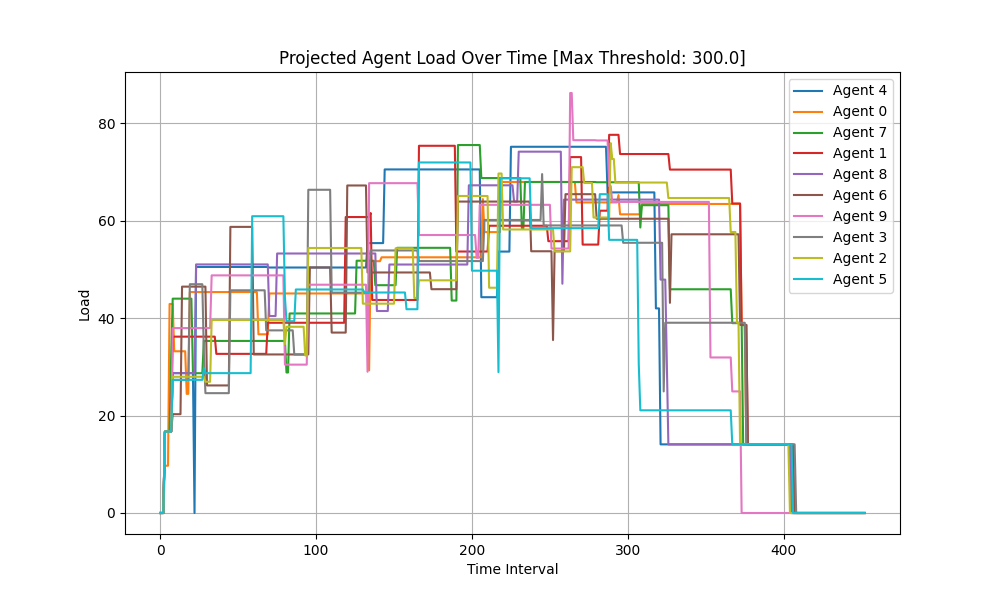 Projected Agent Load Over Time [Max Threshold: 300.0]
Load
80
60
40
20
0
0 100 200 300 400
Time Interval
Agent 4
Agent 0
Agent 7
Agent 1
Agent 8
Agent 6
Agent 9
Agent 3
Agent 2
Agent 5